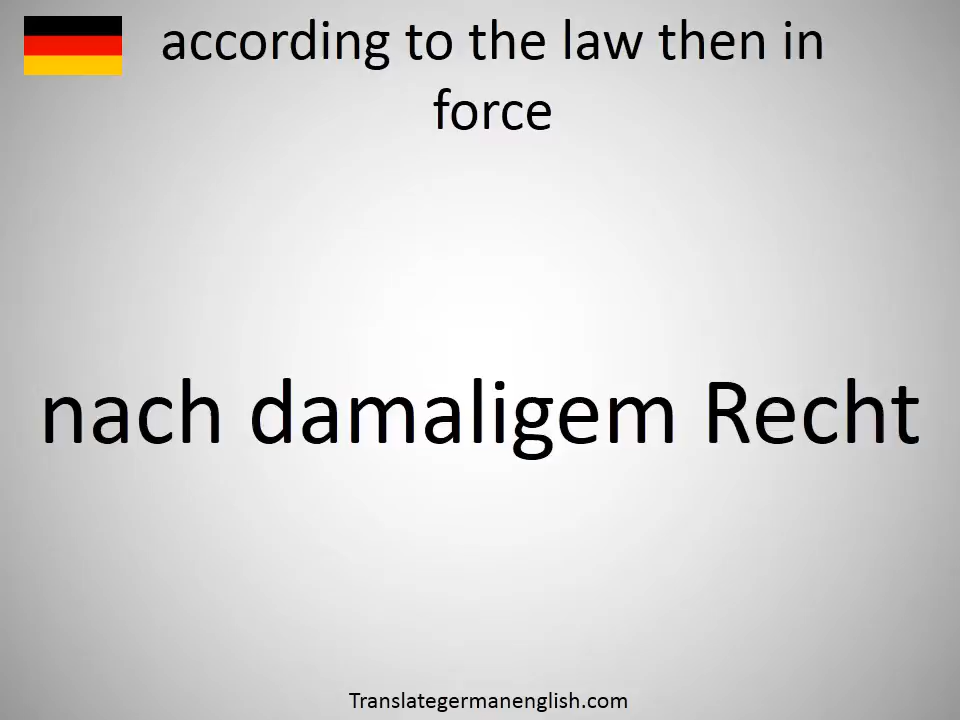 according to the law then in
force
nach damaligem Recht
Translategermanenglish.com